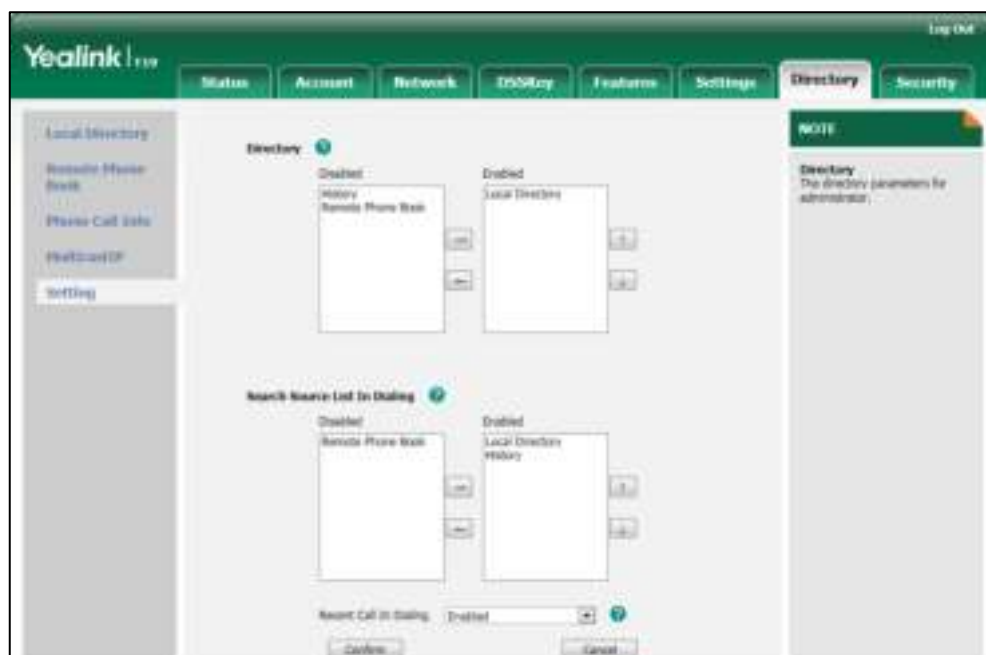 Log Out
Yealink T19
Status Account Network DSSKey Features Settings Directory Security
Local Directory
Remote Phone
Book
Phone Call Info
MulticastIP
Setting
Directory
Disabled Enabled
History
Remote Phone Book
Local Directory
Search Source List In Dialing
Disabled Enabled
Remote Phone Book
Local Directory
History
Recent Call In Dialing Enabled
Confirm Cancel
NOTE
Directory
The directory parameters for
administrator.